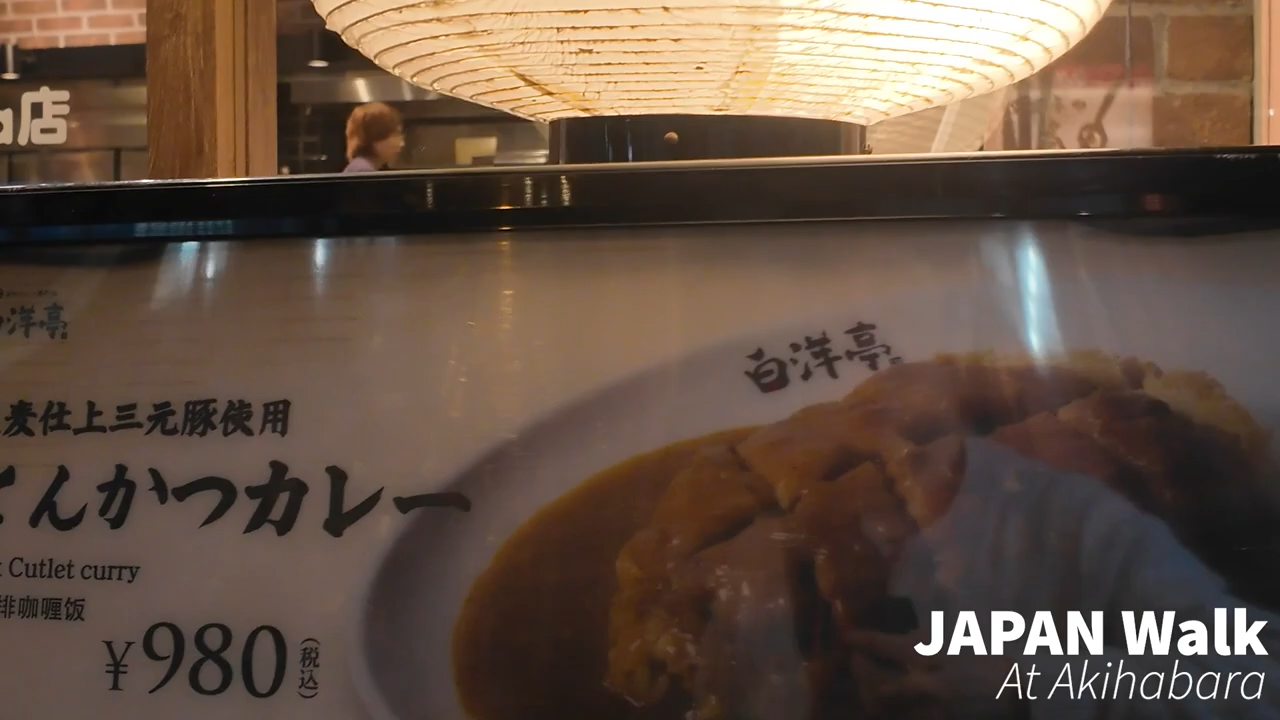 店
洋亭
白洋亭
麦仕上三元豚使用
とんかつカレー
Cutlet curry
排咖喱饭
¥980(税込)
JAPAN Walk
At Akihabara